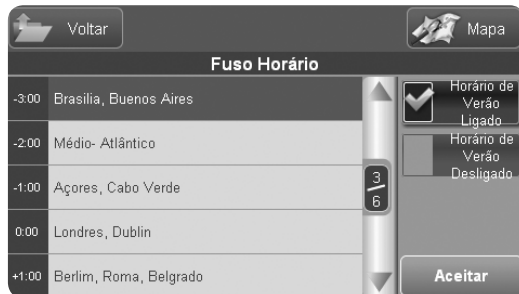 Voltar
Mapa
Fuso Horário
-3:00 Brasilia, Buenos Aires
-2:00 Médio- Atlântico
-1:00 Açores, Cabo Verde
0:00 Londres, Dublin
+1:00 Berlim, Roma, Belgrado
3
6
Horário de
Verão
Ligado
Horário de
Verão
Desligado
Aceitar